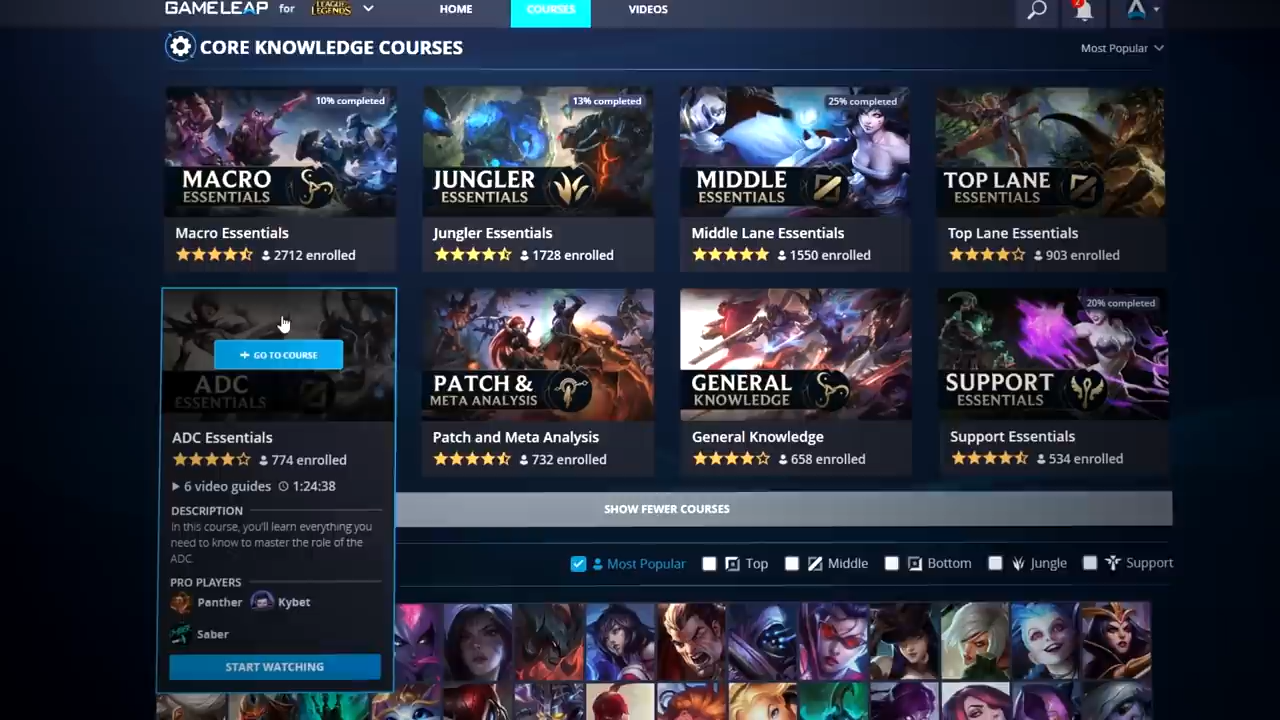 GAMELEAP for LEAGUE LEGENDS HOME COURSES VIDEOS 2
CORE KNOWLEDGE COURSES Most Popular
10% completed 13% completed 25% completed
MACRO JUNGLER MIDDLE TOP LANE
ESSENTIALS ESSENTIALS ESSENTIALS ESSENTIALS
Macro Essentials Jungler Essentials Middle Lane Essentials Top Lane Essentials
2712 enrolled 1728 enrolled 1550 enrolled 903 enrolled
20% completed
+ GO TO COURSE
ADC PATCH & GENERAL SUPPORT
ESSENTIALS META ANALYSIS KNOWLEDGE ESSENTIALS
ADC Essentials Patch and Meta Analysis General Knowledge Support Essentials
774 enrolled 732 enrolled 658 enrolled 534 enrolled
6 video guides 1:24:38
SHOW FEWER COURSES
DESCRIPTION
In this course, you'll learn everything you
need to know to master the role of the
ADC.
Most Popular Top Middle Bottom Jungle Support
PRO PLAYERS
Panther Kybet
Saber
START WATCHING